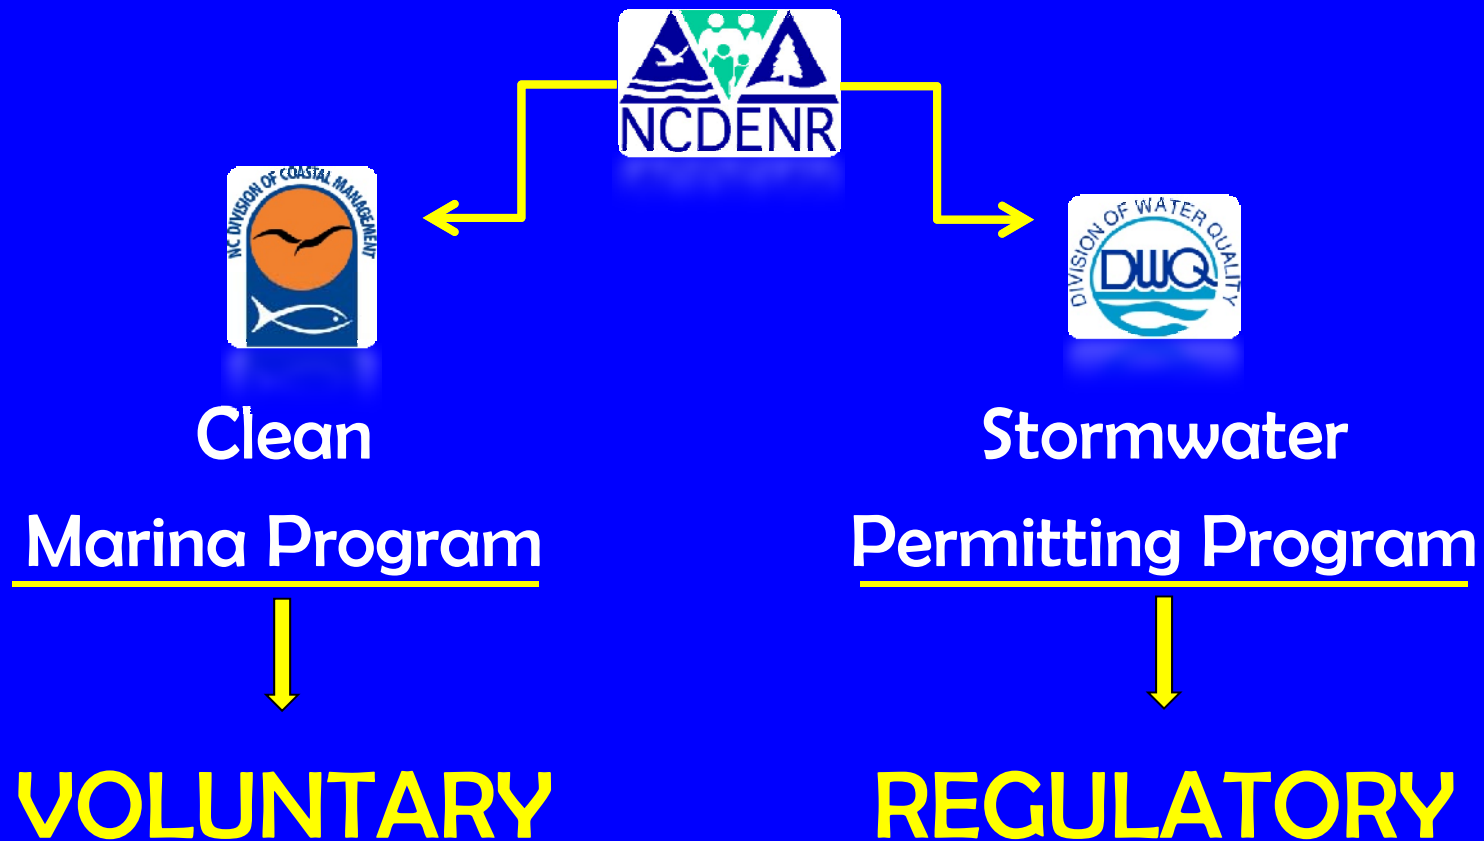 NCDENR
NC DIVISION OF COASTAL MANAGEMENT
DIVISION OF WATER QUALITY
DWQ
Clean
Marina Program
VOLUNTARY
Stormwater
Permitting Program
REGULATORY